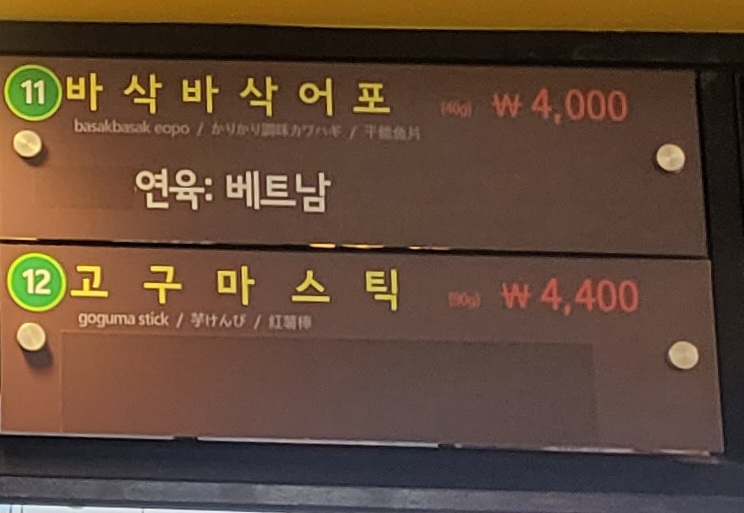 11 바삭바삭어포 (40g) ₩4,000
basakbasak eopo / かりかり調味カワハギ / 干脆鱼片
연육: 베트남
12 고구마스틱 (90g) ₩4,400
goguma stick / 芋けんぴ / 紅薯棒